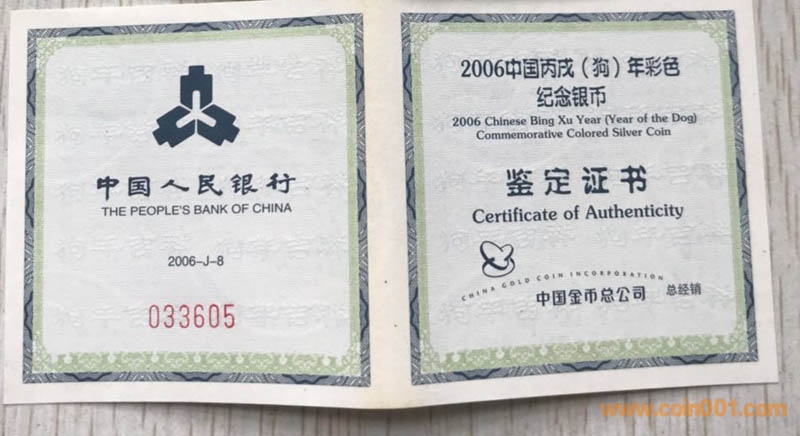 中国人民银行
THE PEOPLE'S BANK OF CHINA
2006-J-8
033605
2006中国丙戌（狗）年彩色
纪念银币
2006 Chinese Bing Xu Year (Year of the Dog)
Commemorative Colored Silver Coin
鉴定证书
Certificate of Authenticity
CHINA GOLD COIN INCORPORATION
中国金币总公司 总经销
www.coin001.com